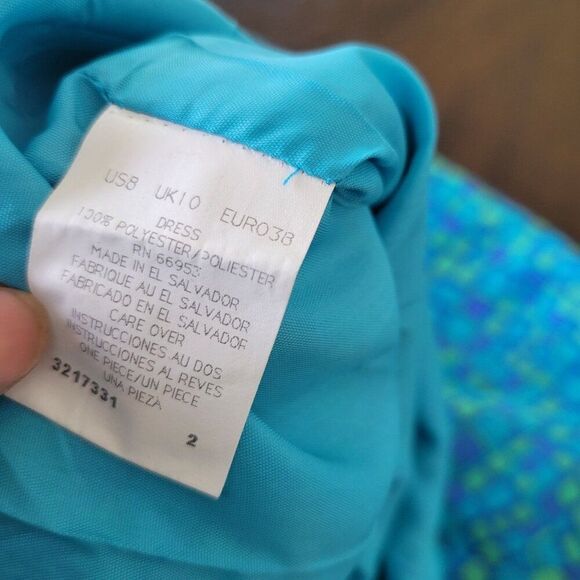 US8 UK10 EURO38
DRESS
100% POLYESTER/POLIESTER
RN 66953
MADE IN EL SALVADOR
FABRIQUE AU EL SALVADOR
FABRICADO EN EL SALVADOR
CARE OVER
INSTRUCCIONES AU DOS
INSTRUCCIONES AL REVES
ONE PIECE/UN PIECE
UNA PIEZA
3217331 2